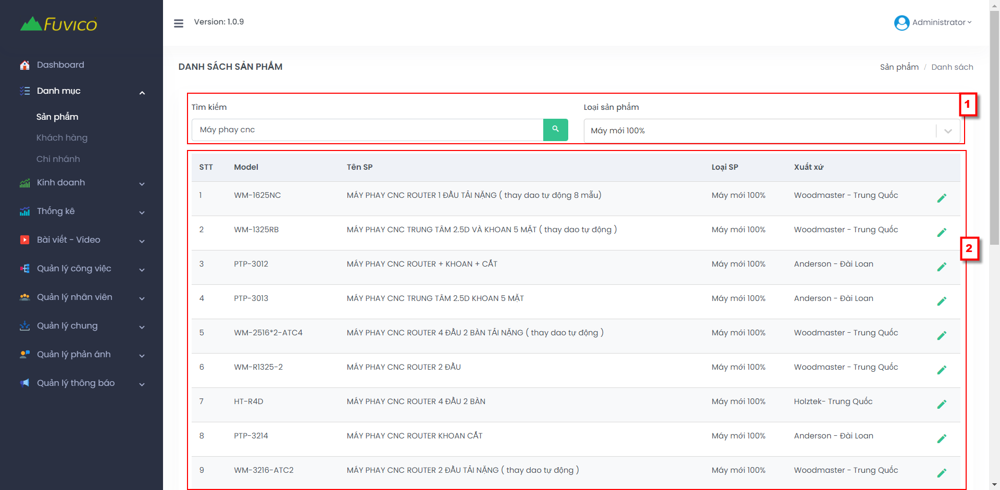 FUVICO
Version: 1.0.9
Administrator
Dashboard
Danh mục
Sản phẩm
Khách hàng
Chi nhánh
Kinh doanh
Thống kê
Bài viết - Video
Quản lý công việc
Quản lý nhân viên
Quản lý chung
Quản lý phản ánh
Quản lý thông báo
DANH SÁCH SẢN PHẨM
Sản phẩm / Danh sách
1
Tìm kiếm
Loại sản phẩm
Máy phay cnc
Máy mới 100%
2
STT Model Tên SP Loại SP Xuất xứ
1 WM-1625NC MÁY PHAY CNC ROUTER 1 ĐẦU TẢI NẶNG ( thay dao tự động 8 mẫu) Máy mới 100% Woodmaster - Trung Quốc
2 WM-1325RB MÁY PHAY CNC TRUNG TÂM 2.5D VÀ KHOAN 5 MẶT ( thay dao tự động ) Máy mới 100% Woodmaster - Trung Quốc
3 PTP-3012 MÁY PHAY CNC ROUTER + KHOAN + CẮT Máy mới 100% Anderson - Đài Loan
4 PTP-3013 MÁY PHAY CNC TRUNG TÂM 2.5D KHOAN 5 MẶT Máy mới 100% Anderson - Đài Loan
5 WM-2516*2-ATC4 MÁY PHAY CNC ROUTER 4 ĐẦU 2 BÀN TẢI NẶNG ( thay dao tự động ) Máy mới 100% Woodmaster - Trung Quốc
6 WM-R1325-2 MÁY PHAY CNC ROUTER 2 ĐẦU Máy mới 100% Woodmaster - Trung Quốc
7 HT-R4D MÁY PHAY CNC ROUTER 4 ĐẦU 2 BÀN Máy mới 100% Holztek- Trung Quốc
8 PTP-3214 MÁY PHAY CNC ROUTER KHOAN CẮT Máy mới 100% Anderson - Đài Loan
9 WM-3216-ATC2 MÁY PHAY CNC ROUTER 2 ĐẦU TẢI NẶNG ( thay dao tự động ) Máy mới 100% Woodmaster - Trung Quốc